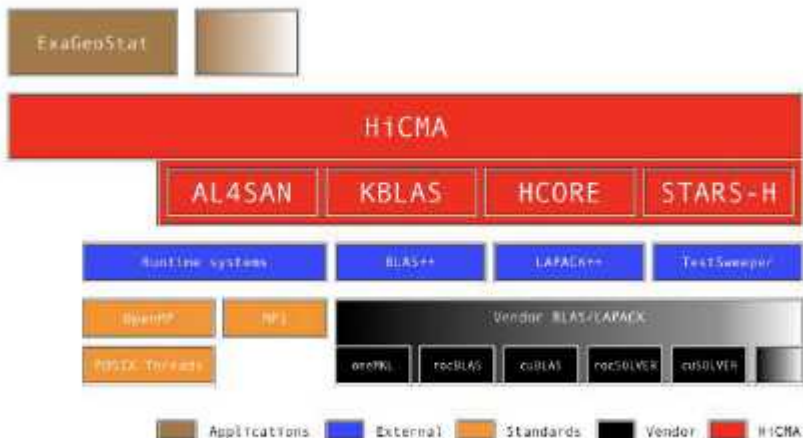 ExaGeoStat
HiCMA
AL4SAN KBLAS HCORE STARS-H
Runtime systems BLAS++ LAPACK++ TestSweeper
OpenMP MPI Vendor BLAS/LAPACK
POSIX Threads oneMKL rocBLAS cuBLAS rocSOLVER cuSOLVER
Applications External Standards Vendor HiCMA